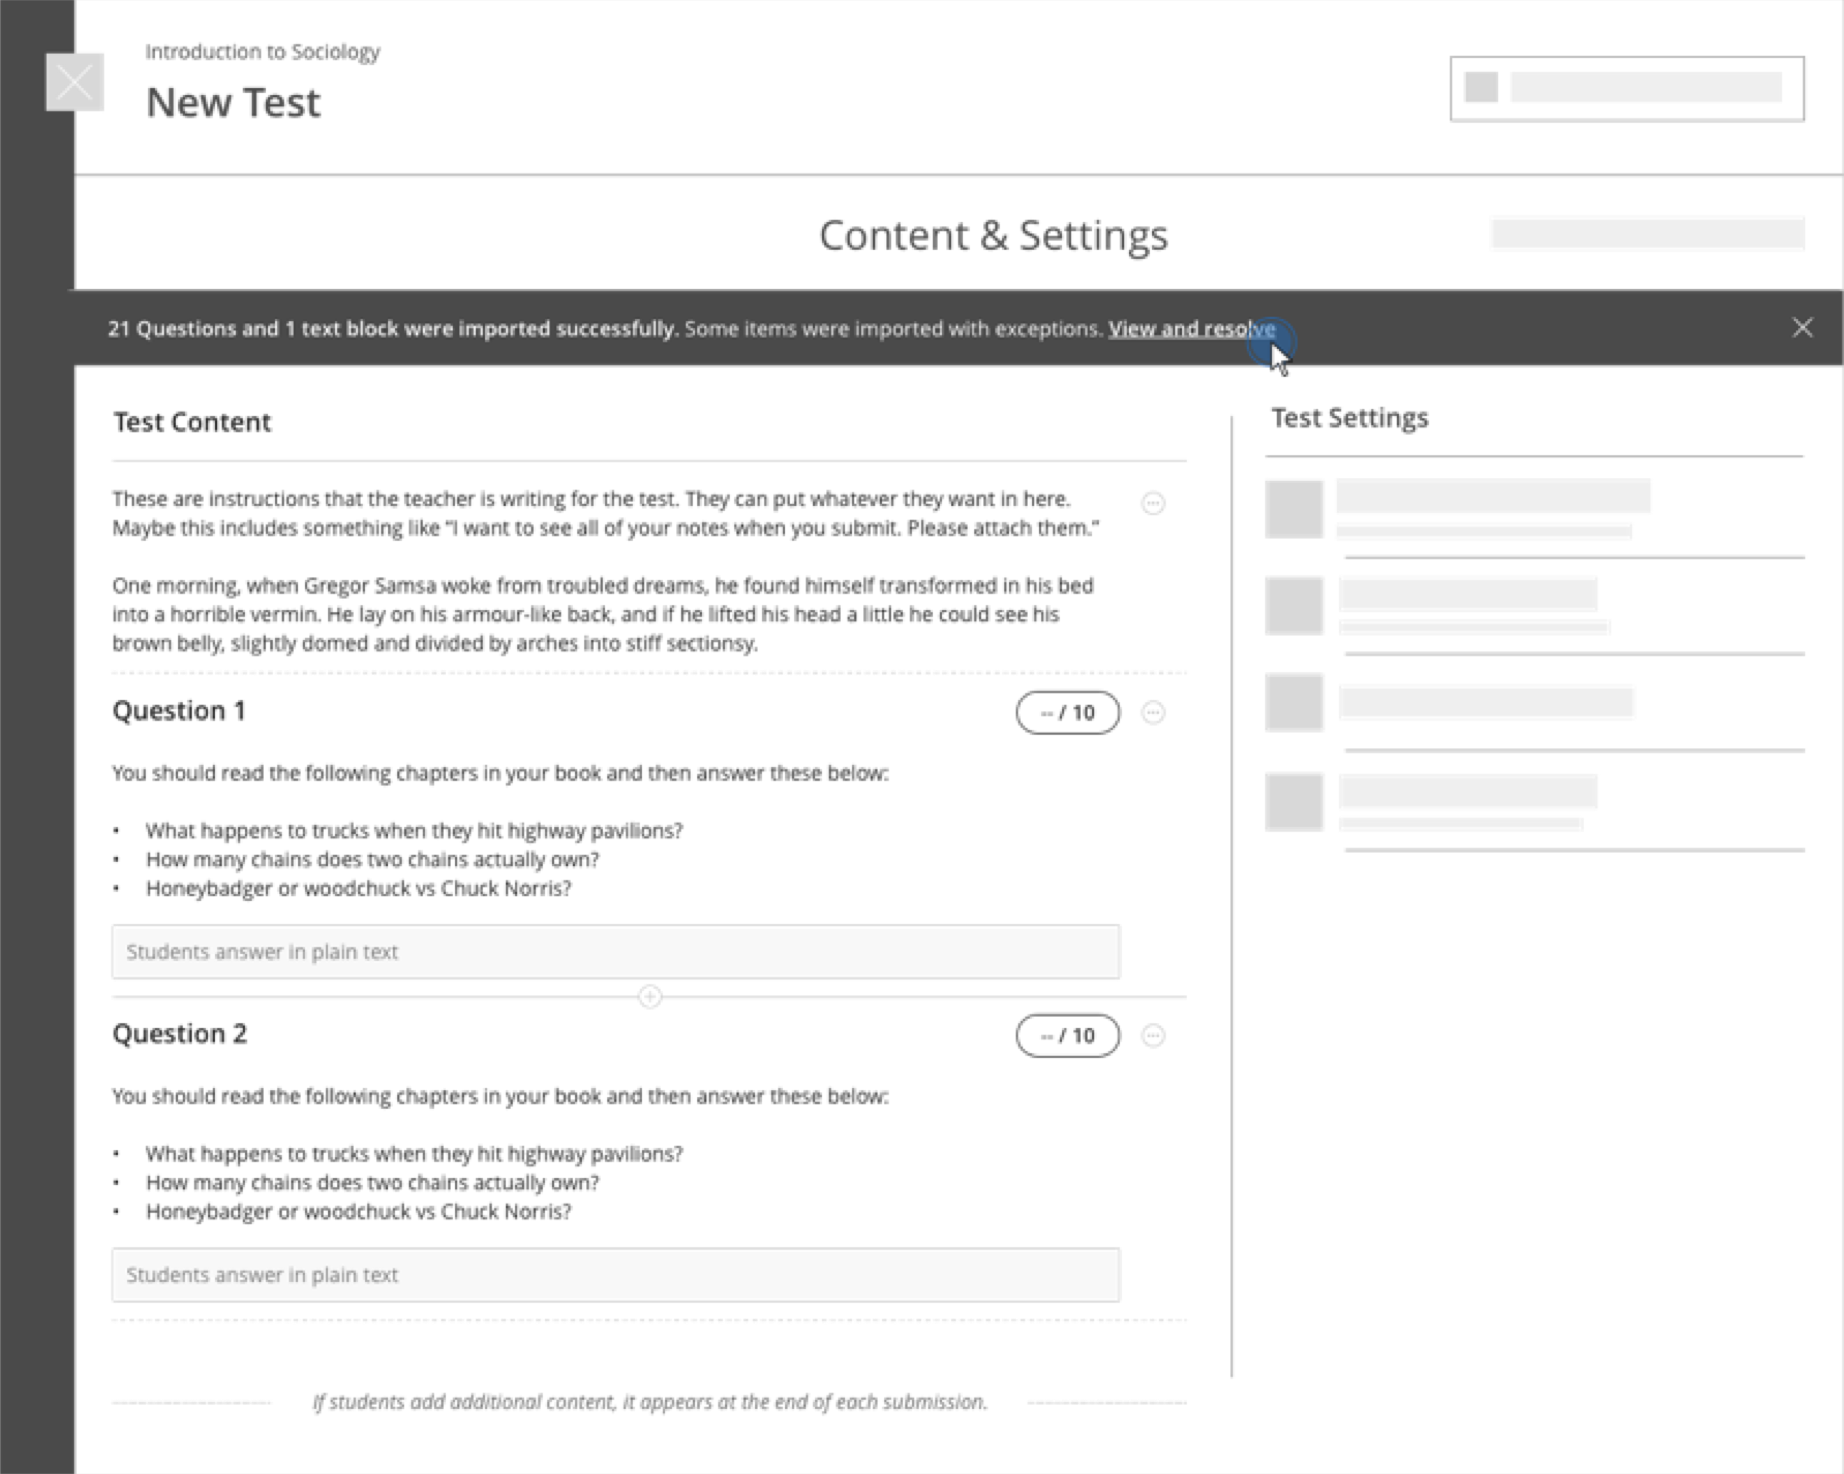 Introduction to Sociology
New Test
Content & Settings
21 Questions and 1 text block were imported successfully. Some items were imported with exceptions. View and resolve
Test Content
These are instructions that the teacher is writing for the test. They can put whatever they want in here.
Maybe this includes something like “I want to see all of your notes when you submit. Please attach them.”
One morning, when Gregor Samsa woke from troubled dreams, he found himself transformed in his bed
into a horrible vermin. He lay on his armour-like back, and if he lifted his head a little he could see his
brown belly, slightly domed and divided by arches into stiff sectionsy.
Question 1
-- / 10
You should read the following chapters in your book and then answer these below:
• What happens to trucks when they hit highway pavilions?
• How many chains does two chains actually own?
• Honeybadger or woodchuck vs Chuck Norris?
Students answer in plain text
Question 2
-- / 10
You should read the following chapters in your book and then answer these below:
• What happens to trucks when they hit highway pavilions?
• How many chains does two chains actually own?
• Honeybadger or woodchuck vs Chuck Norris?
Students answer in plain text
If students add additional content, it appears at the end of each submission.
Test Settings